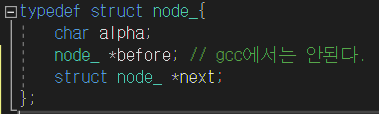 typedef struct node_{
char alpha;
node_ *before; // gcc에서는 안된다.
struct node_ *next;
};